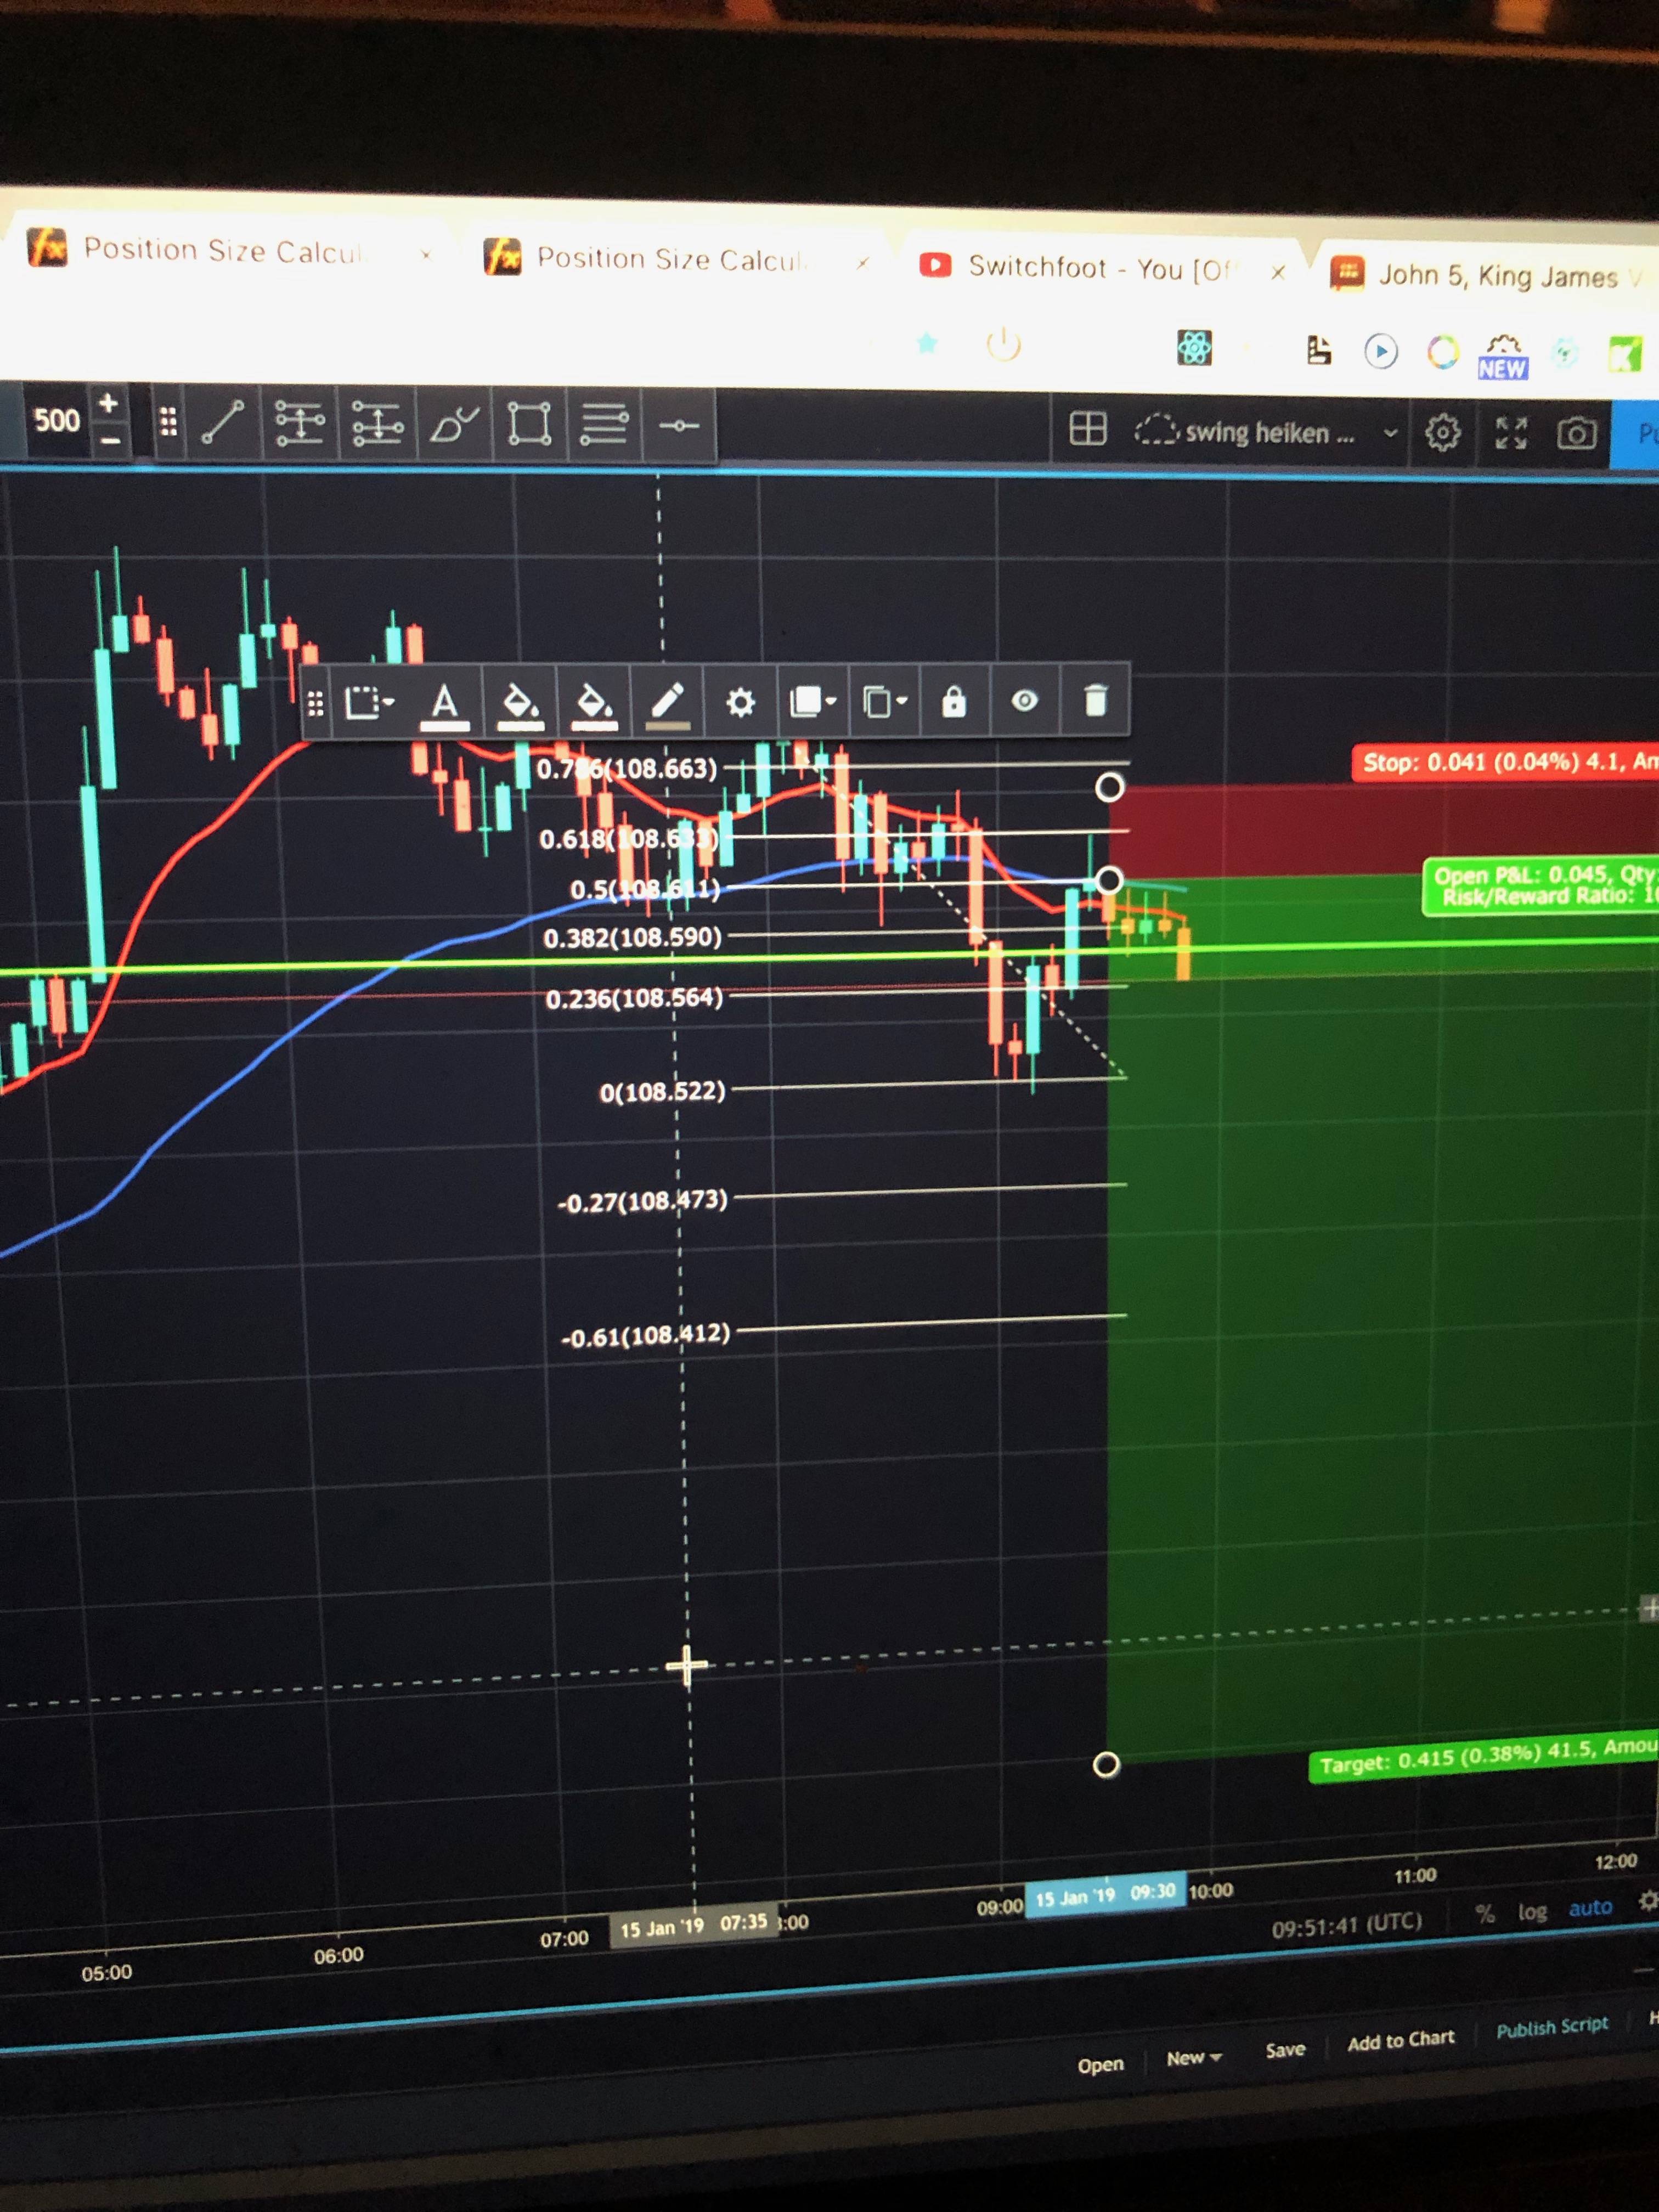 Position Size Calcul
Position Size Calcul
Switchfoot - You [Of
John 5, King James V
NEW
500
swing heiken ...
A
0.786(108.663)
Stop: 0.041 (0.04%) 4.1, Am
0.618(108.633)
0.5(108.611)
Open P&L: 0.045, Qty:
Risk/Reward Ratio: 10
0.382(108.590)
0.236(108.564)
0(108.522)
-0.27(108.473)
-0.61(108.412)
Target: 0.415 (0.38%) 41.5, Amou
05:00
06:00
07:00
15 Jan '19 07:35
:00
09:00
15 Jan '19 09:30
10:00
11:00
12:00
09:51:41 (UTC)
%
log
auto
Open
New
Save
Add to Chart
Publish Script